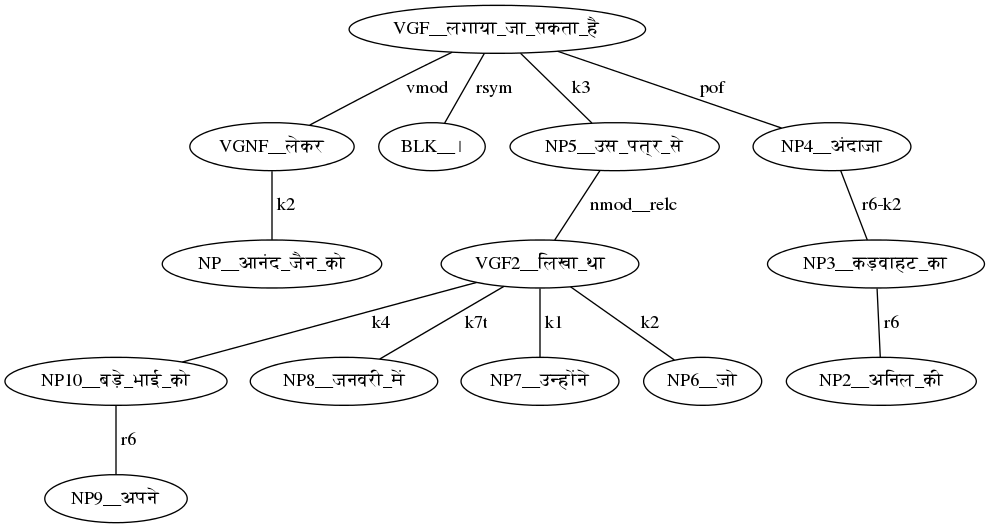 VGF__लगाया_जा_सकता_है
vmod rsym k3 pof
VGNF__लेकर BLK__। NP5__उस_पत्र_से NP4__अंदाजा
k2 nmod__relc r6-k2
NP__आनंद_जैन_को VGF2__लिखा_था NP3__कड़वाहट_का
k4 k7t k1 k2 r6
NP10__बड़े_भाई_को NP8__जनवरी_में NP7__उन्होंने NP6__जो NP2__अनिल_की
r6
NP9__अपने